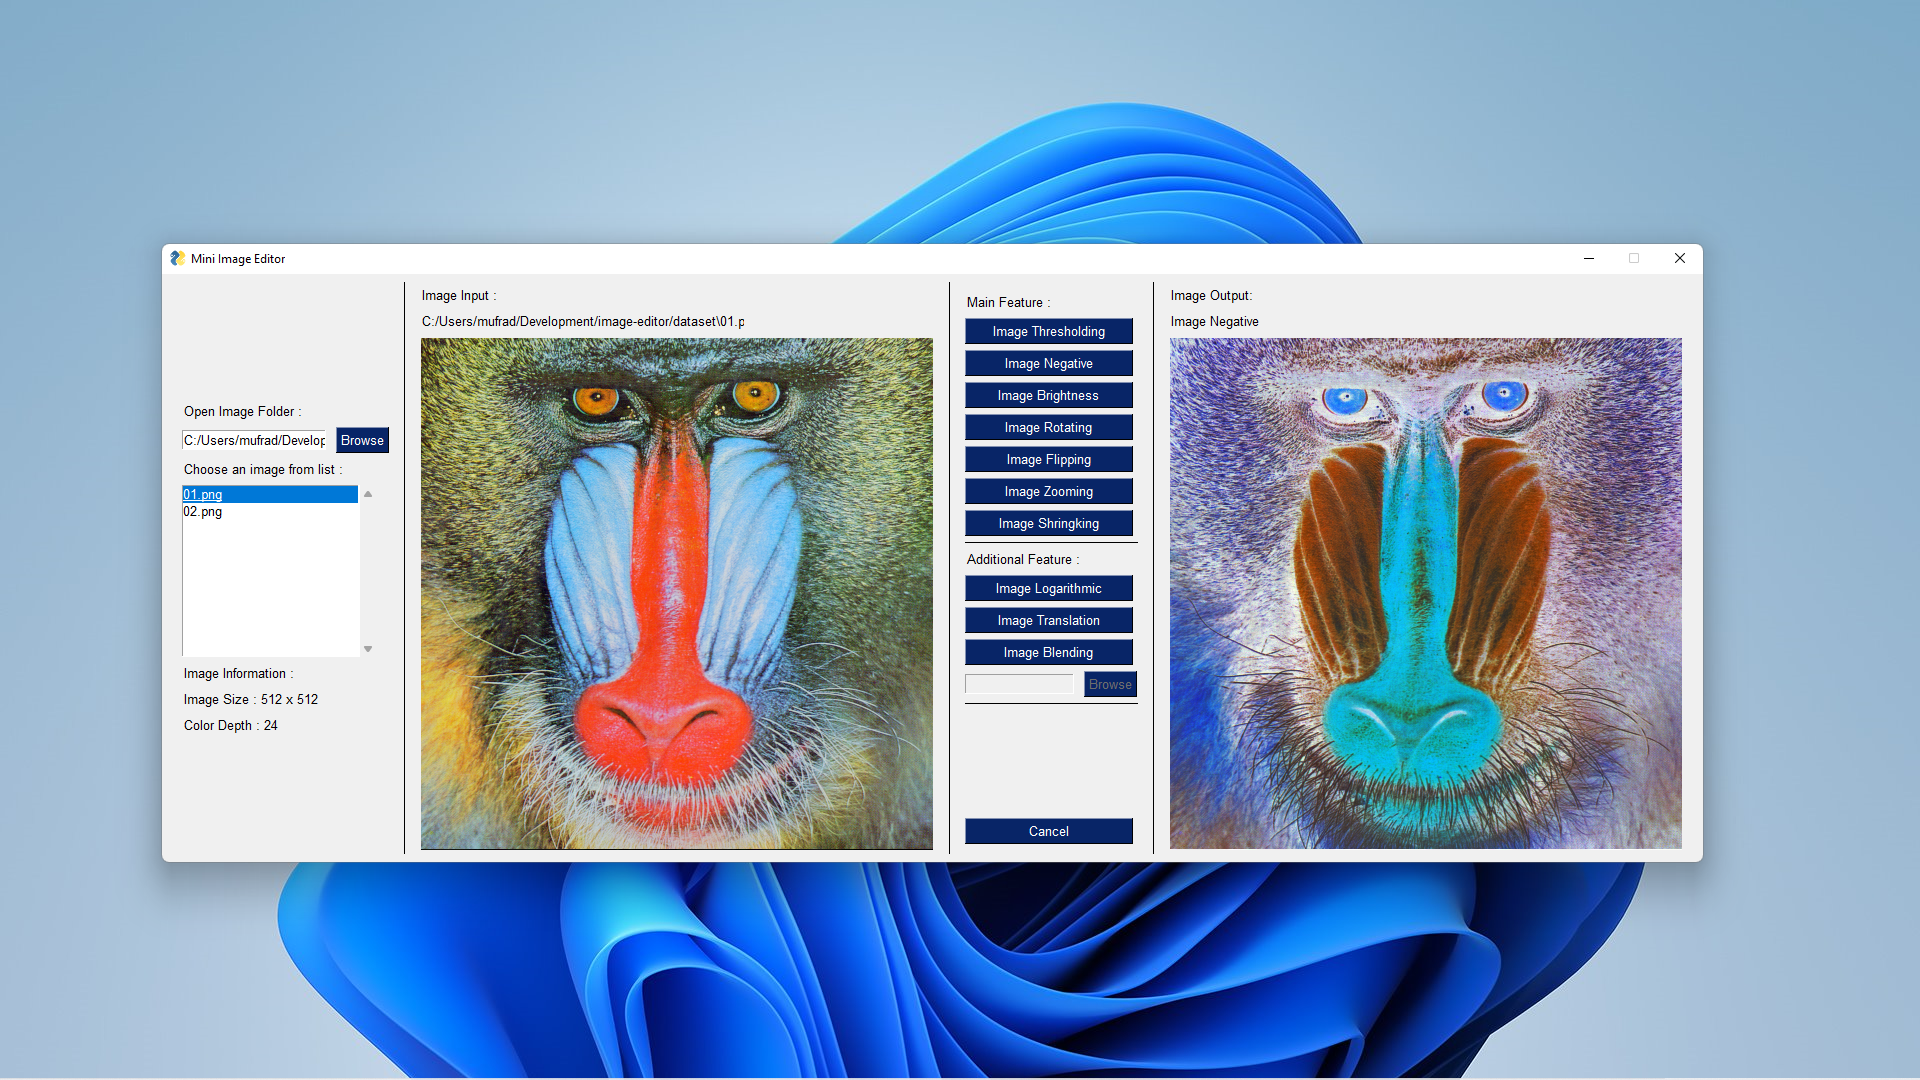 Mini Image Editor
Open Image Folder :
C:/Users/mufrad/Develop
Browse
Choose an image from list :
01.png
02.png
Image Information :
Image Size : 512 x 512
Color Depth : 24
Image Input :
C:/Users/mufrad/Development/image-editor/dataset\01.p
Main Feature :
Image Thresholding
Image Negative
Image Brightness
Image Rotating
Image Flipping
Image Zooming
Image Shringking
Additional Feature :
Image Logarithmic
Image Translation
Image Blending
Browse
Cancel
Image Output:
Image Negative